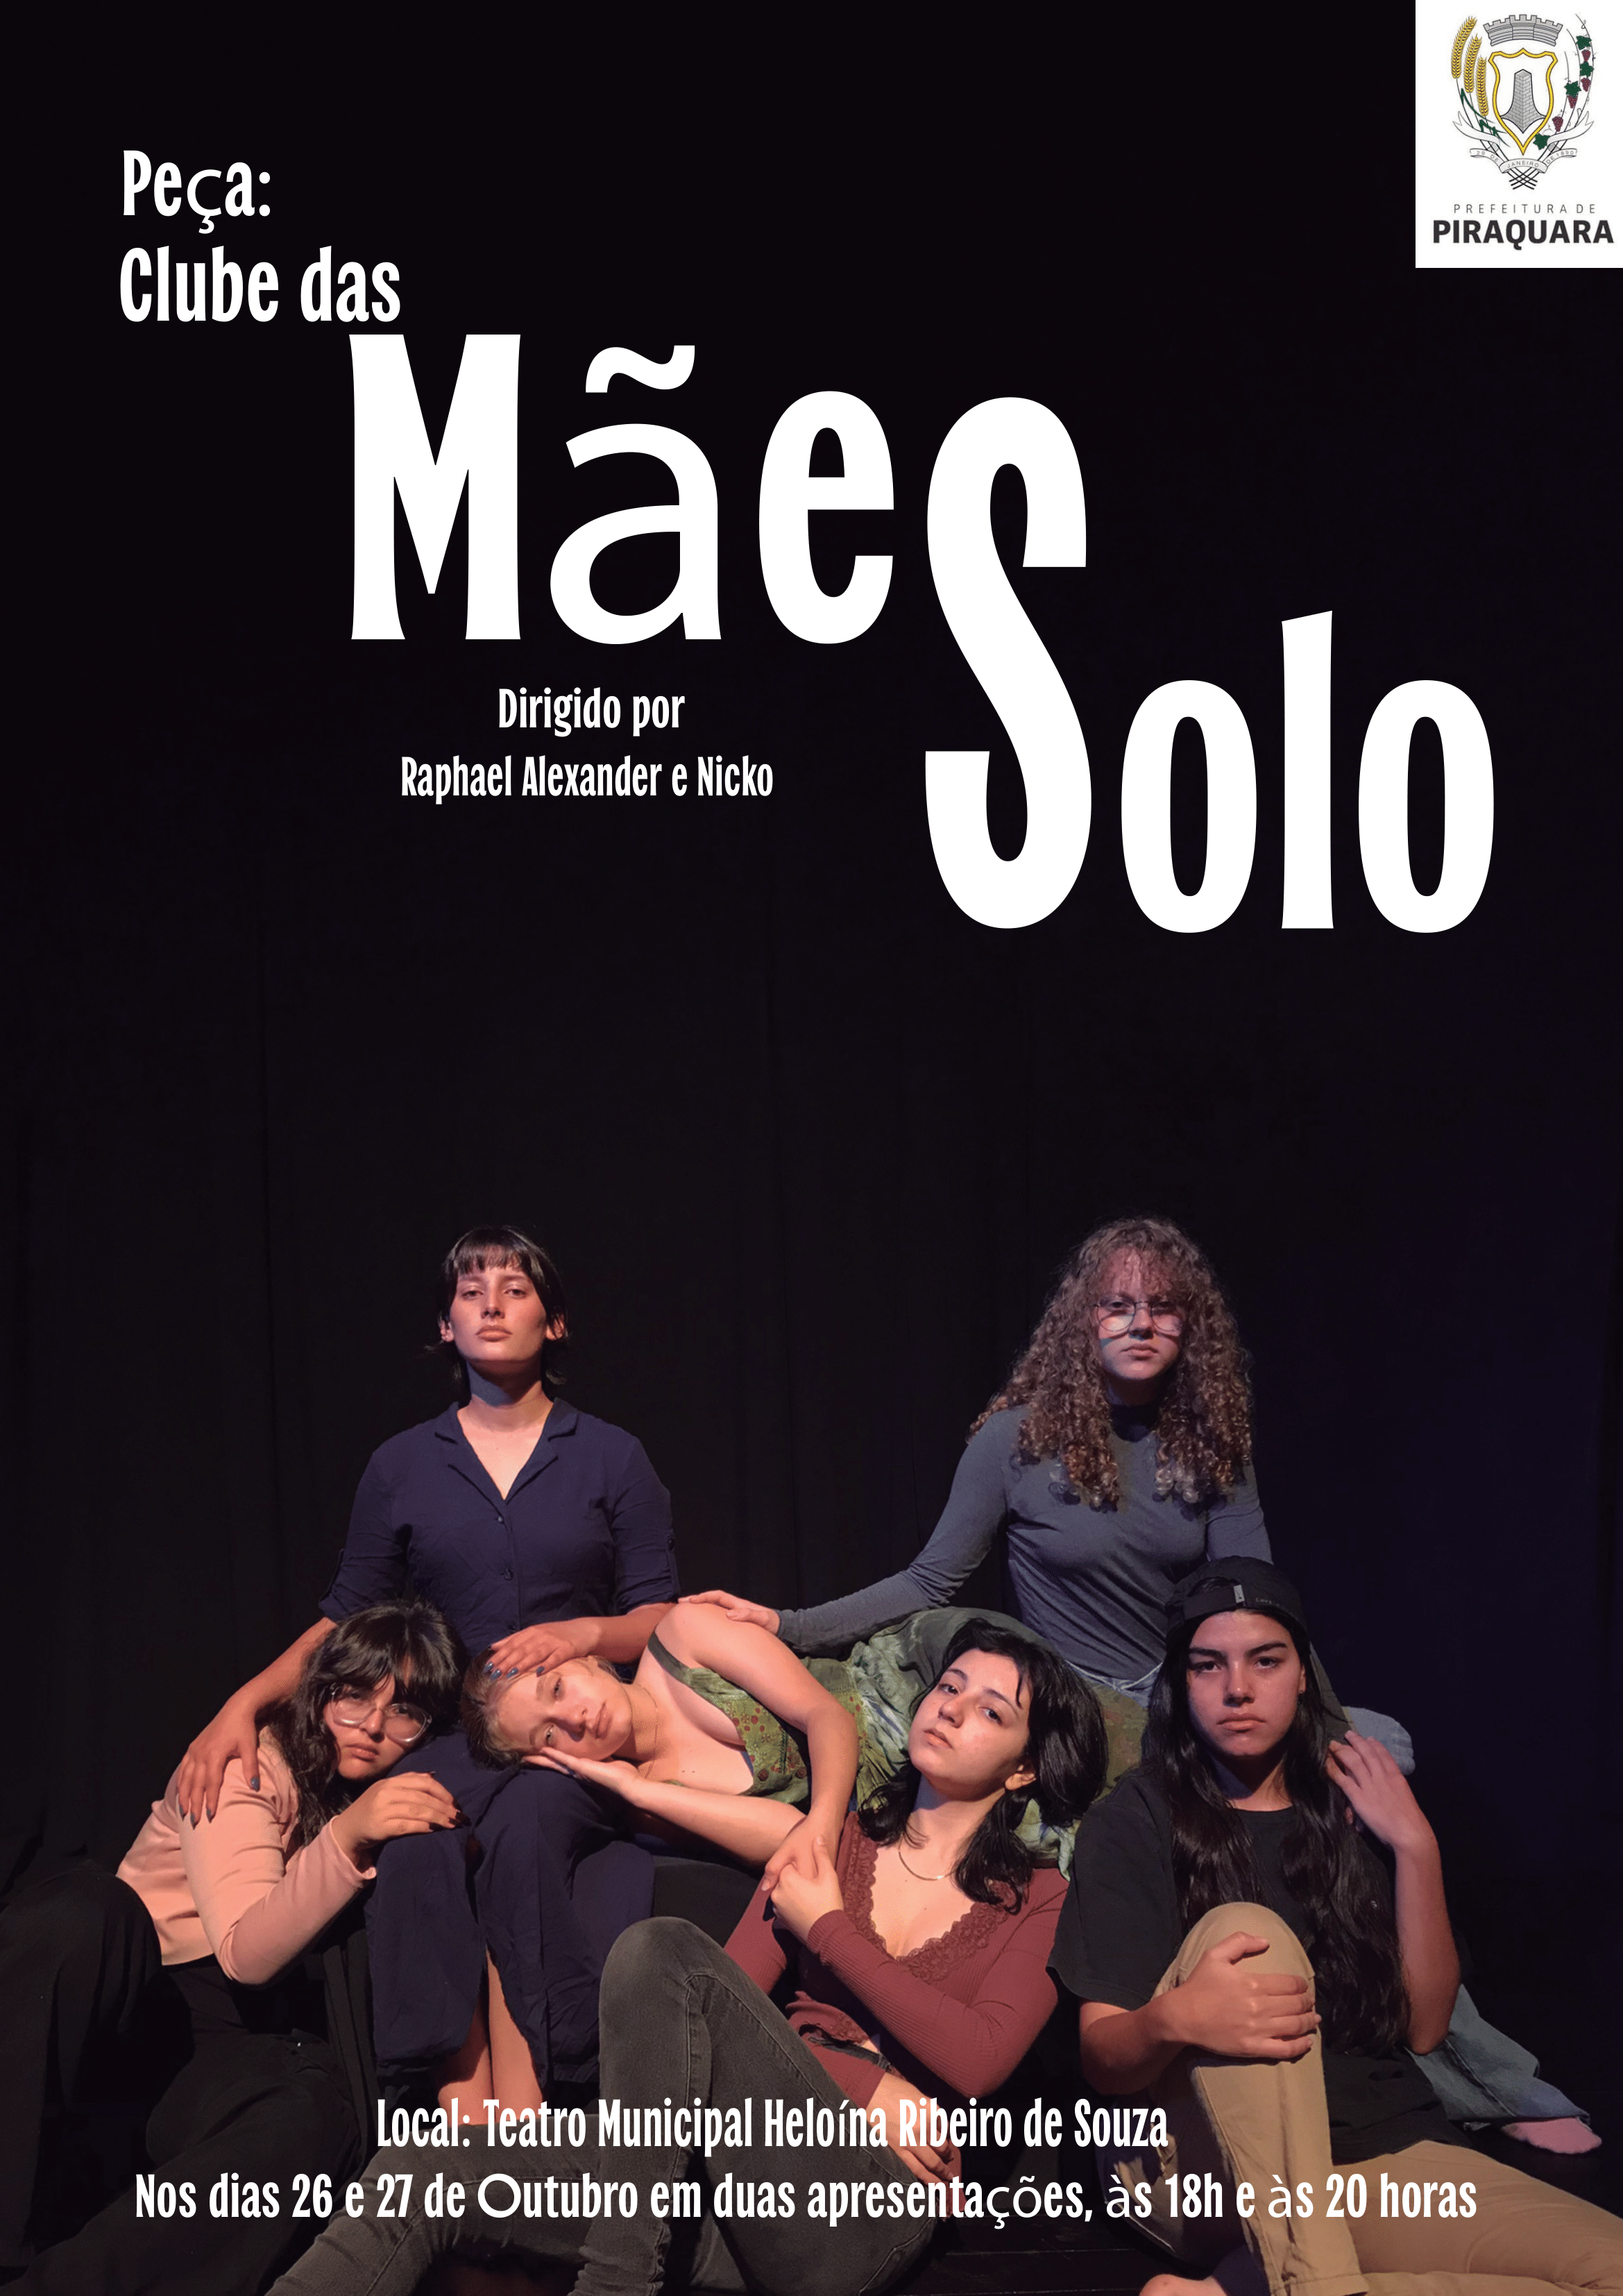 PREFEITURA DE
PIRAQUARA
Peça:
Clube das
Mães
Solo
Dirigido por
Raphael Alexander e Nicko
Local: Teatro Municipal Heloína Ribeiro de Souza
Nos dias 26 e 27 de Outubro em duas apresentações, às 18h e às 20 horas